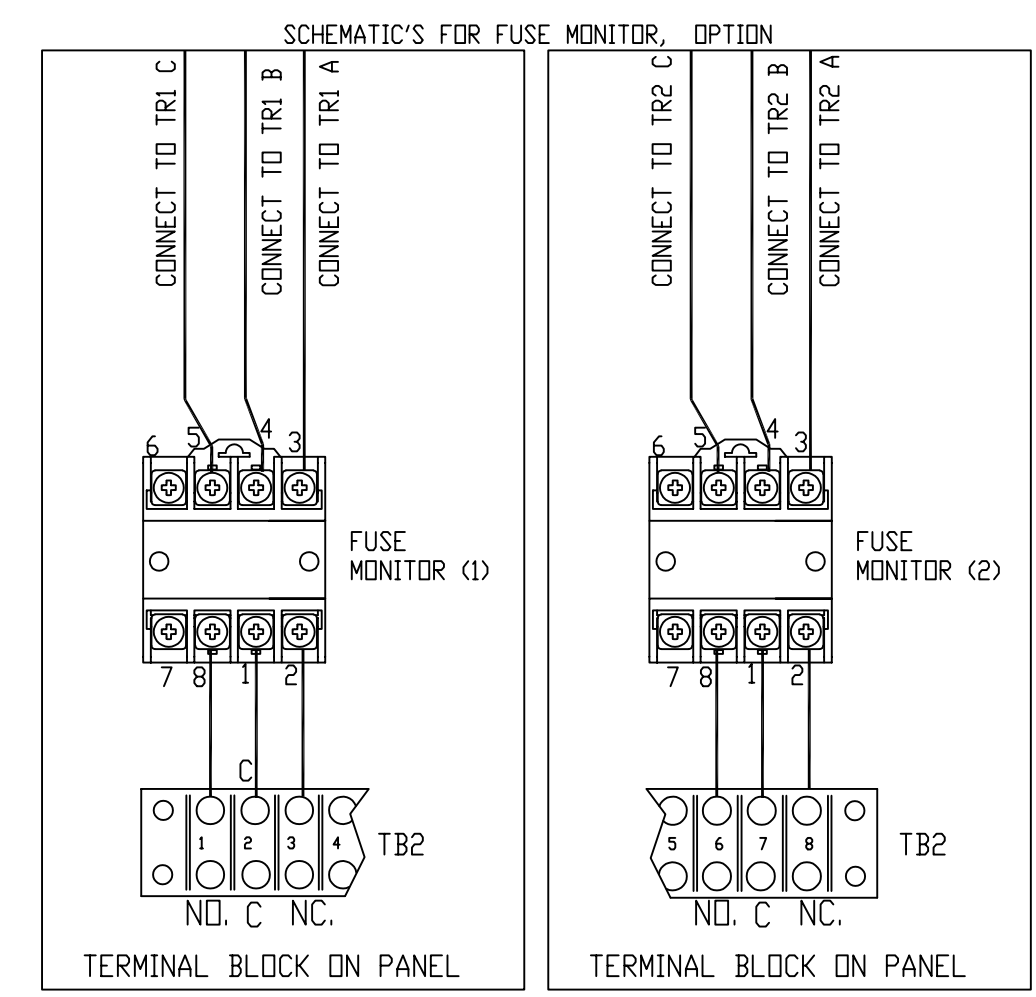 SCHEMATIC'S FOR FUSE MONITOR, OPTION
CONNECT TO TR1 C
CONNECT TO TR1 B
CONNECT TO TR1 A
6 5 4 3
FUSE
MONITOR (1)
7 8 1 2
C
1 2 3 4
TB2
NO. C NC.
TERMINAL BLOCK ON PANEL
CONNECT TO TR2 C
CONNECT TO TR2 B
CONNECT TO TR2 A
6 5 4 3
FUSE
MONITOR (2)
7 8 1 2
5 6 7 8
TB2
NO. C NC.
TERMINAL BLOCK ON PANEL